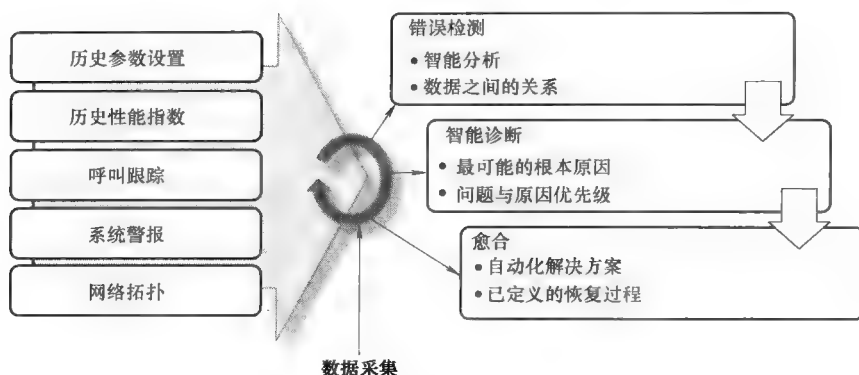 历史参数设置
历史性能指数
呼叫跟踪
系统警报
网络拓扑
错误检测
• 智能分析
• 数据之间的关系
智能诊断
• 最可能的根本原因
• 问题与原因优先级
愈合
• 自动化解决方案
• 已定义的恢复过程
数据采集